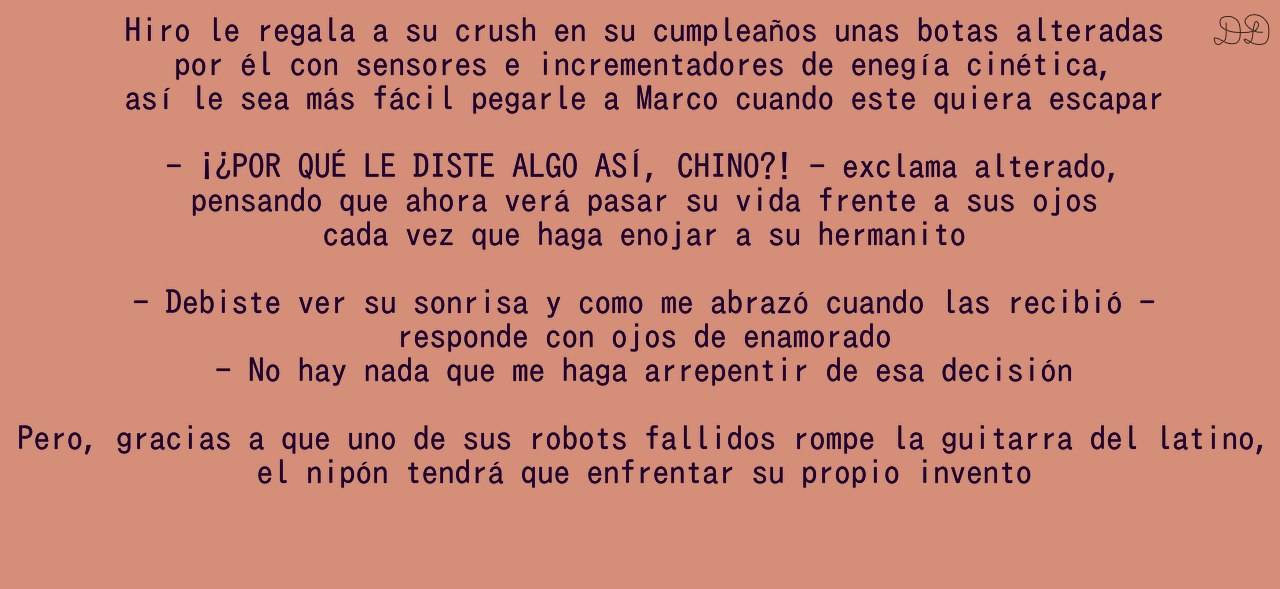 Hiro le regala a su crush en su cumpleaños unas botas alteradas
por él con sensores e incrementadores de enegía cinética,
así le sea más fácil pegarle a Marco cuando este quiera escapar
– ¡¿POR QUÉ LE DISTE ALGO ASÍ, CHINO?! – exclama alterado,
pensando que ahora verá pasar su vida frente a sus ojos
cada vez que haga enojar a su hermanito
– Debiste ver su sonrisa y como me abrazó cuando las recibió –
responde con ojos de enamorado
– No hay nada que me haga arrepentir de esa decisión
Pero, gracias a que uno de sus robots fallidos rompe la guitarra del latino,
el nipón tendrá que enfrentar su propio invento
DD